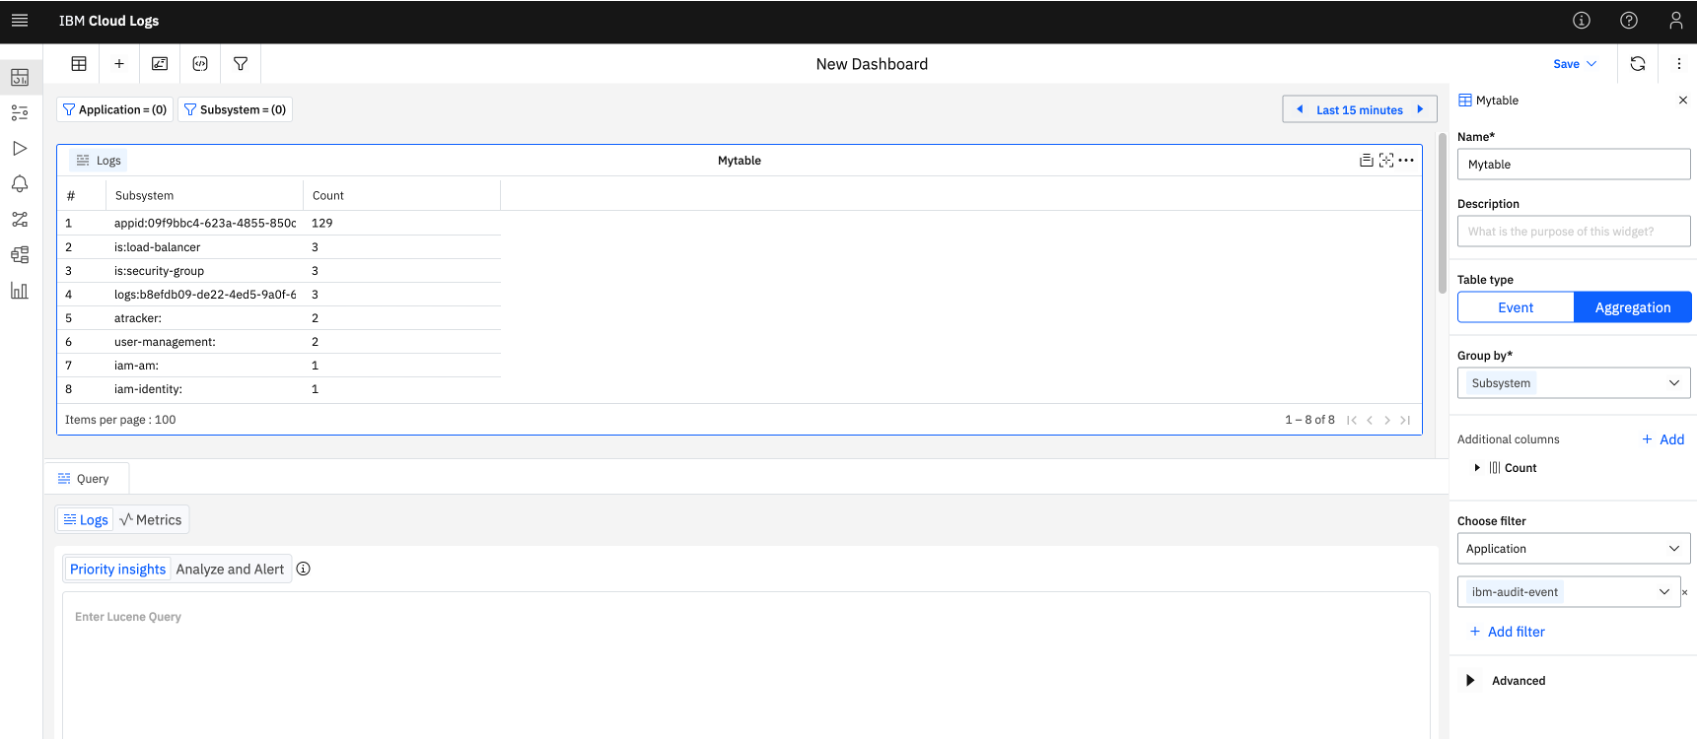 IBM Cloud Logs
New Dashboard
Save
Application = (0)
Subsystem = (0)
Last 15 minutes
Logs
Mytable
# Subsystem Count
1 appid:09f9bbc4-623a-4855-850c 129
2 is:load-balancer 3
3 is:security-group 3
4 logs:b8efdb09-de22-4ed5-9a0f-6 3
5 atracker: 2
6 user-management: 2
7 iam-am: 1
8 iam-identity: 1
Items per page : 100
1 – 8 of 8
Query
Logs
Metrics
Priority insights
Analyze and Alert
Enter Lucene Query
Mytable
Name*
Mytable
Description
What is the purpose of this widget?
Table type
Event
Aggregation
Group by*
Subsystem
Additional columns
+ Add
Count
Choose filter
Application
ibm-audit-event
+ Add filter
Advanced